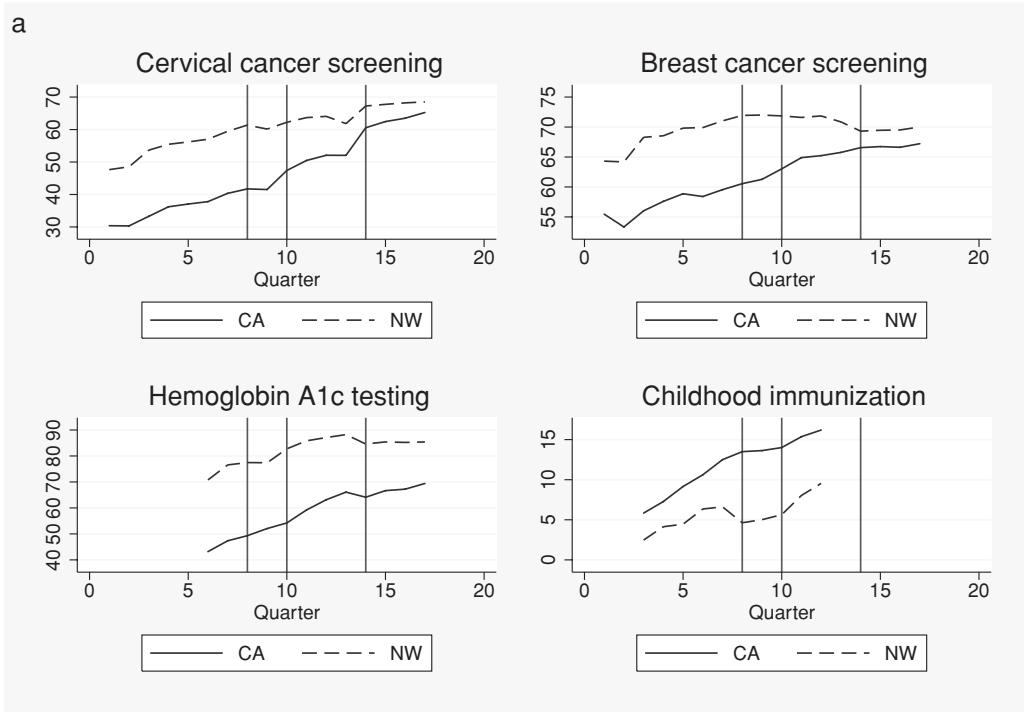 a
Cervical cancer screening
70
60
50
40
30
0 5 10 15 20
Quarter
CA NW
Breast cancer screening
75
70
65
60
55
0 5 10 15 20
Quarter
CA NW
Hemoglobin A1c testing
90
80
70
60
50
40
0 5 10 15 20
Quarter
CA NW
Childhood immunization
15
10
5
0
0 5 10 15 20
Quarter
CA NW